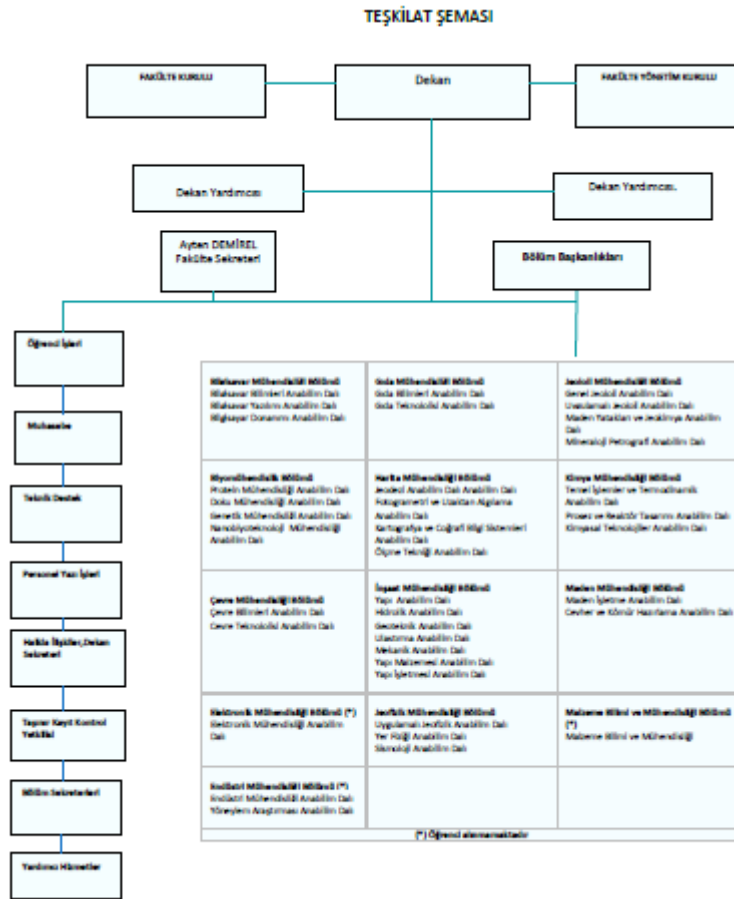 TEŞKİLAT ŞEMASI
FAKÜLTE KURULU
Dekan
FAKÜLTE YÖNETİM KURULU
Dekan Yardımcısı
Dekan Yardımcısı.
Ayten DEMİREL
Fakülte Sekreteri
Bölüm Başkanlıkları
Öğrenci İşleri
Muhasebe
Teknik Destek
Personel Yazı İşleri
Halkla İlişkiler,Dekan
Sekreteri
Taşınır Kayıt Kontrol
Yetkilisi
Bölüm Sekreterleri
Yardımcı Hizmetler
Bilgisayar Mühendisliği Bölümü
Bilgisayar Bilimleri Anabilim Dalı
Bilgisayar Yazılımı Anabilim Dalı
Bilgisayar Donanımı Anabilim Dalı
Gıda Mühendisliği Bölümü
Gıda Bilimleri Anabilim Dalı
Gıda Teknolojisi Anabilim Dalı
Jeoloji Mühendisliği Bölümü
Genel Jeoloji Anabilim Dalı
Uygulamalı Jeoloji Anabilim Dalı
Maden Yatakları ve Jeokimya Anabilim
Dalı
Mineraloji Petrografi Anabilim Dalı
Biyomühendislik Bölümü
Protein Mühendisliği Anabilim Dalı
Doku Mühendisliği Anabilim Dalı
Genetik Mühendisliği Anabilim Dalı
Nanobiyoteknoloji Mühendisliği
Anabilim Dalı
Harita Mühendisliği Bölümü
Jeodezi Anabilim Dalı Anabilim Dalı
Fotogrametri ve Uzaktan Algılama
Anabilim Dalı
Kartografya ve Coğrafi Bilgi Sistemleri
Anabilim Dalı
Ölçme Tekniği Anabilim Dalı
Kimya Mühendisliği Bölümü
Temel İşlemler ve Termodinamik
Anabilim Dalı
Proses ve Reaktör Tasarımı Anabilim Dalı
Kimyasal Teknolojiler Anabilim Dalı
Çevre Mühendisliği Bölümü
Çevre Bilimleri Anabilim Dalı
Çevre Teknolojisi Anabilim Dalı
İnşaat Mühendisliği Bölümü
Yapı Anabilim Dalı
Hidrolik Anabilim Dalı
Geoteknik Anabilim Dalı
Ulaştırma Anabilim Dalı
Mekanik Anabilim Dalı
Yapı Malzemesi Anabilim Dalı
Yapı İşletmesi Anabilim Dalı
Maden Mühendisliği Bölümü
Maden İşletme Anabilim Dalı
Cevher ve Kömür Hazırlama Anabilim Dalı
Elektronik Mühendisliği Bölümü (*)
Elektronik Mühendisliği Anabilim
Dalı
Jeofizik Mühendisliği Bölümü
Uygulamalı Jeofizik Anabilim Dalı
Yer Fiziği Anabilim Dalı
Sismoloji Anabilim Dalı
Malzeme Bilimi ve Mühendisliği Bölümü
(*)
Malzeme Bilimi ve Mühendisliği
Endüstri Mühendisliği Bölümü (*)
Endüstri Mühendisliği Anabilim Dalı
Yöneylem Araştırması Anabilim Dalı
(*) Öğrenci alınmamaktadır